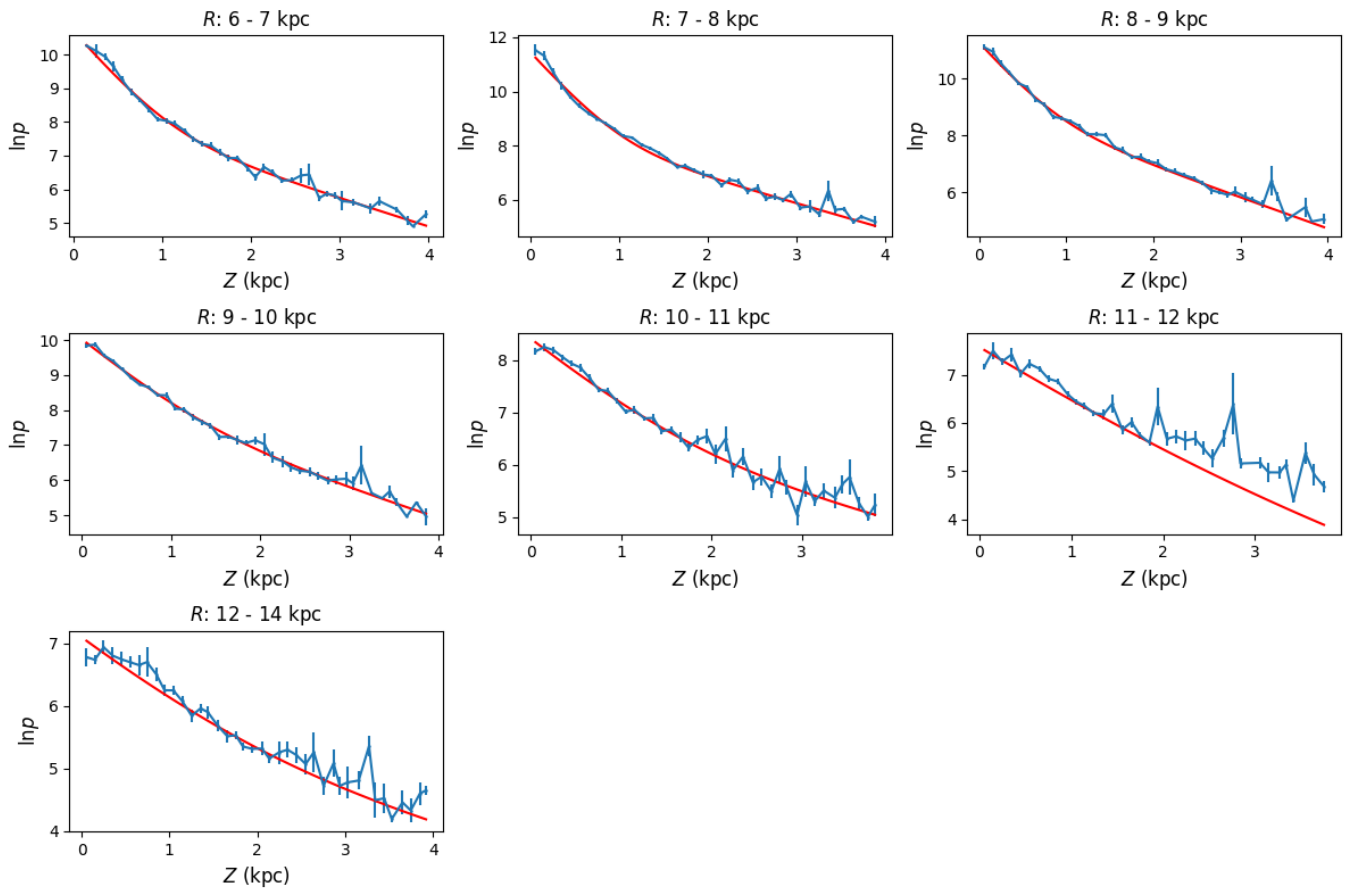 R: 6 - 7 kpc
lnp
10
9
8
7
6
5
0 1 2 3 4
Z (kpc)
R: 7 - 8 kpc
lnp
12
10
8
6
0 1 2 3 4
Z (kpc)
R: 8 - 9 kpc
lnp
10
8
6
0 1 2 3 4
Z (kpc)
R: 9 - 10 kpc
lnp
10
9
8
7
6
5
0 1 2 3 4
Z (kpc)
R: 10 - 11 kpc
lnp
8
7
6
5
0 1 2 3
Z (kpc)
R: 11 - 12 kpc
lnp
7
6
5
4
0 1 2 3
Z (kpc)
R: 12 - 14 kpc
lnp
7
6
5
4
0 1 2 3 4
Z (kpc)